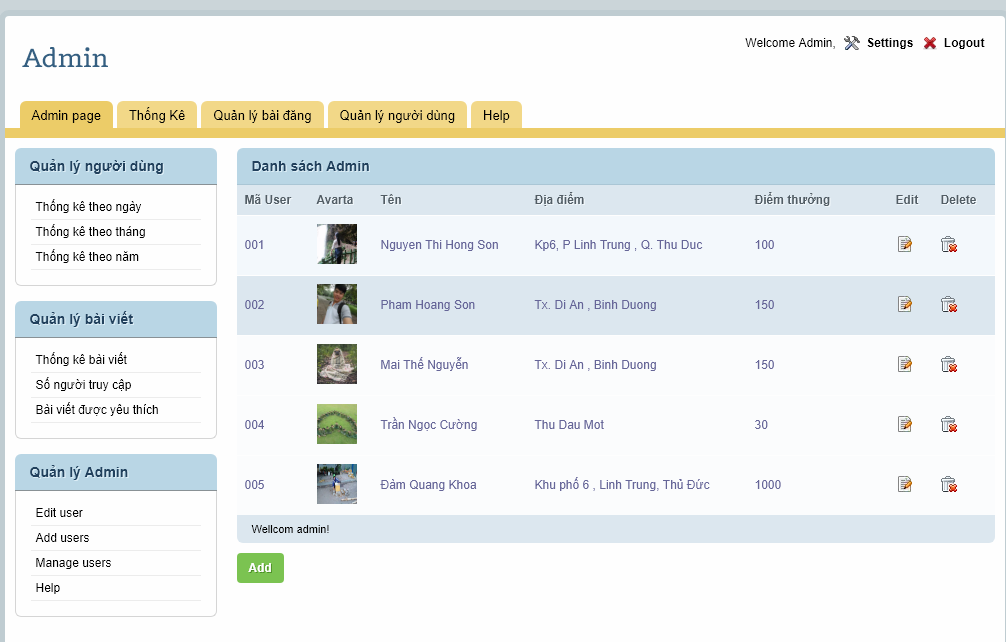 Welcome Admin, Settings Logout
Admin
Admin page Thống Kê Quản lý bài đăng Quản lý người dùng Help
Quản lý người dùng
Thống kê theo ngày
Thống kê theo tháng
Thống kê theo năm
Quản lý bài viết
Thống kê bài viết
Số người truy cập
Bài viết được yêu thích
Quản lý Admin
Edit user
Add users
Manage users
Help
Danh sách Admin
Mã User Avarta Tên Địa điểm Điểm thưởng Edit Delete
001 Nguyen Thi Hong Son Kp6, P Linh Trung , Q. Thu Duc 100
002 Pham Hoang Son Tx. Di An , Binh Duong 150
003 Mai Thế Nguyễn Tx. Di An , Binh Duong 150
004 Trần Ngọc Cường Thu Dau Mot 30
005 Đàm Quang Khoa Khu phố 6 , Linh Trung, Thủ Đức 1000
Wellcom admin!
Add